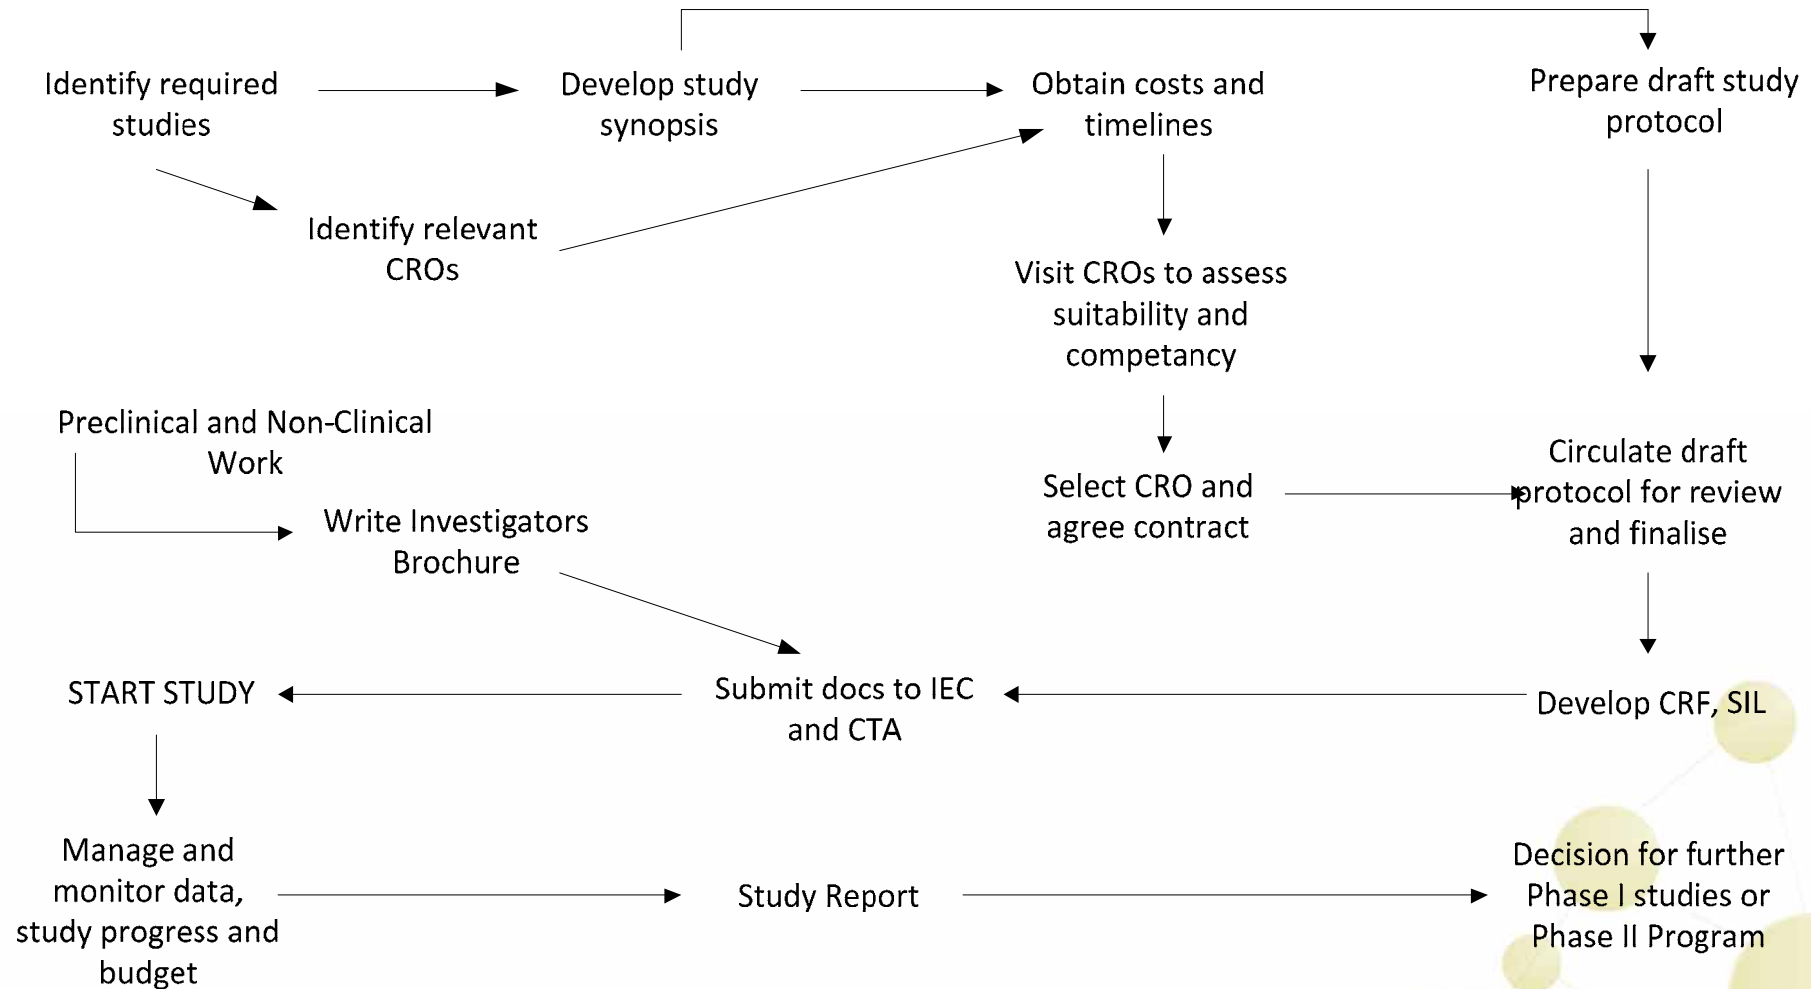 Identify required
studies
Develop study
synopsis
Obtain costs and
timelines
Prepare draft study
protocol
Identify relevant
CROs
Visit CROs to assess
suitability and
competancy
Preclinical and Non-Clinical
Work
Write Investigators
Brochure
Select CRO and
agree contract
Circulate draft
protocol for review
and finalise
START STUDY
Submit docs to IEC
and CTA
Develop CRF, SIL
Manage and
monitor data,
study progress and
budget
Study Report
Decision for further
Phase I studies or
Phase II Program